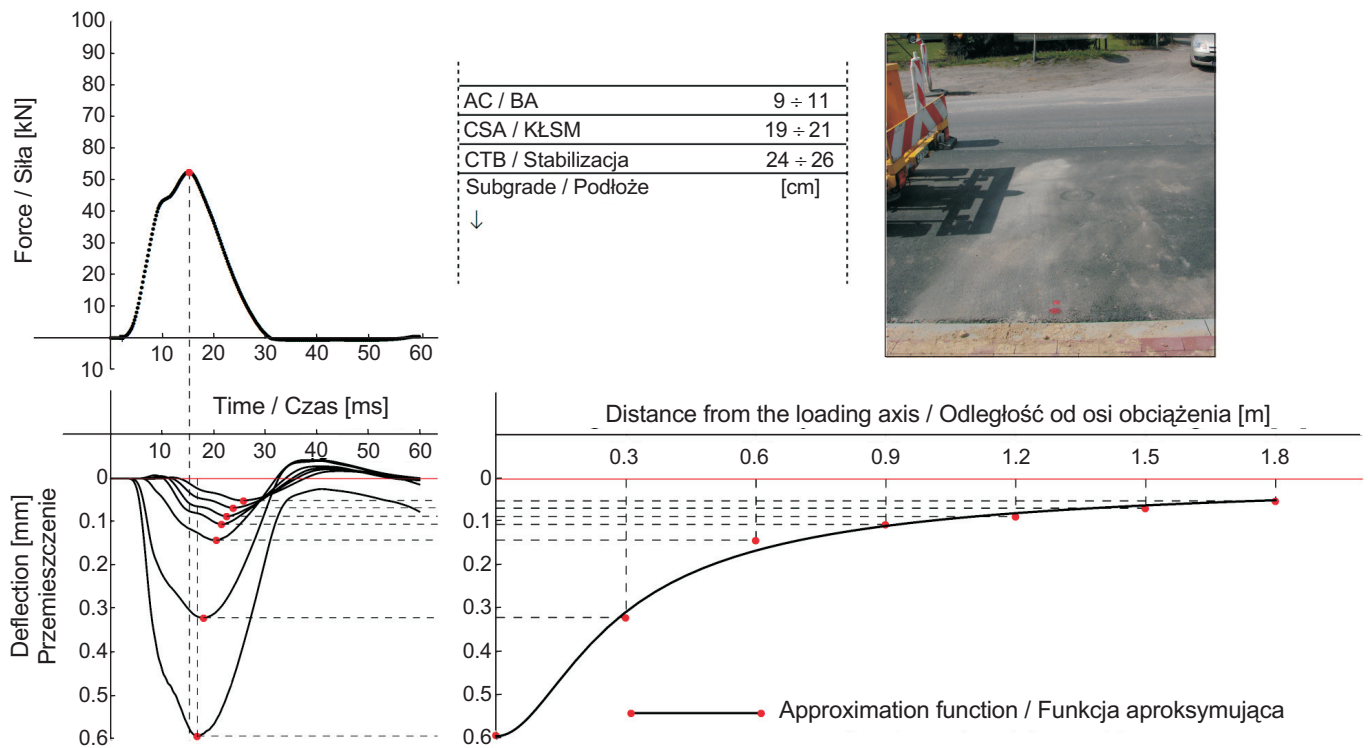 100
90
80
80
60
50
40
30
20
10
10
Force / Siła [kN]
10 20 30 40 50 60
Time / Czas [ms]
AC / BA 9 ÷ 11
CSA / KŁSM 19 ÷ 21
CTB / Stabilizacja 24 ÷ 26
Subgrade / Podłoże [cm]
↓
10 20 30 40 50 60
0
0.1
0.2
0.3
0.4
0.5
0.6
Deflection [mm]
Przemieszczenie
Distance from the loading axis / Odległość od osi obciążenia [m]
0.3 0.6 0.9 1.2 1.5 1.8
0
0.1
0.2
0.3
0.4
0.5
0.6
Approximation function / Funkcja aproksymująca